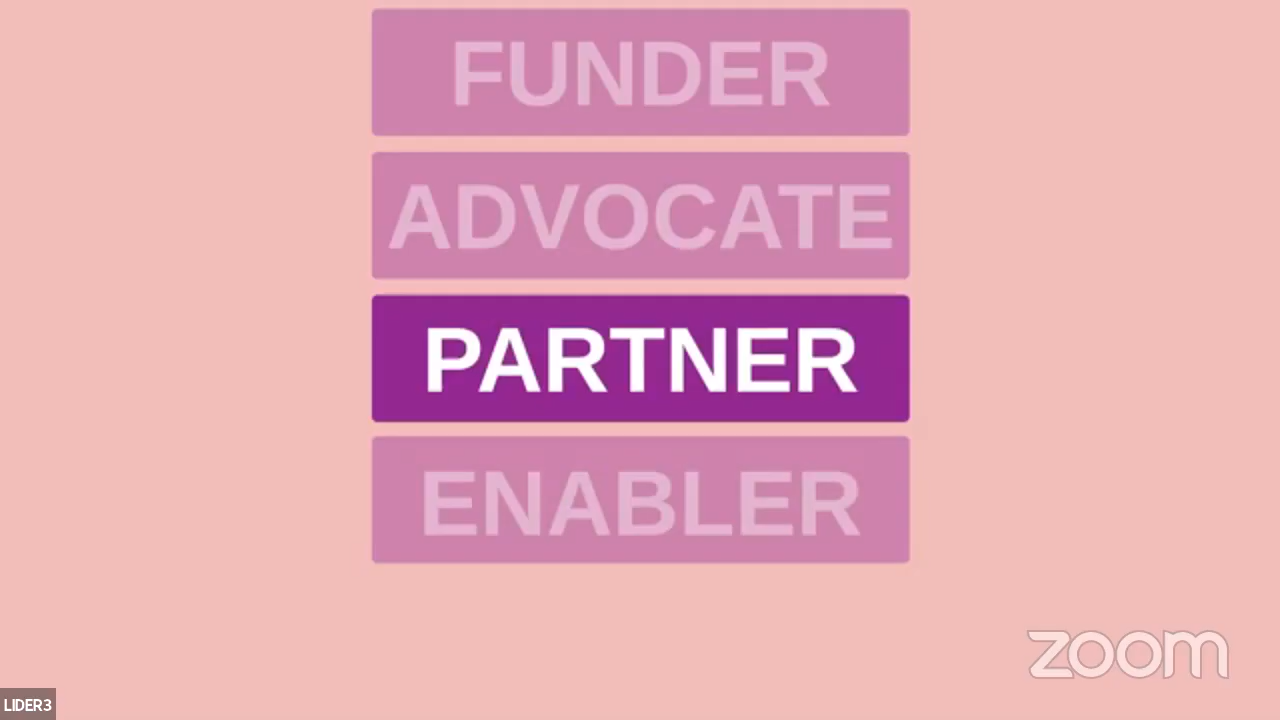 FUNDER
ADVOCATE
PARTNER
ENABLER
zoom
LIDER3